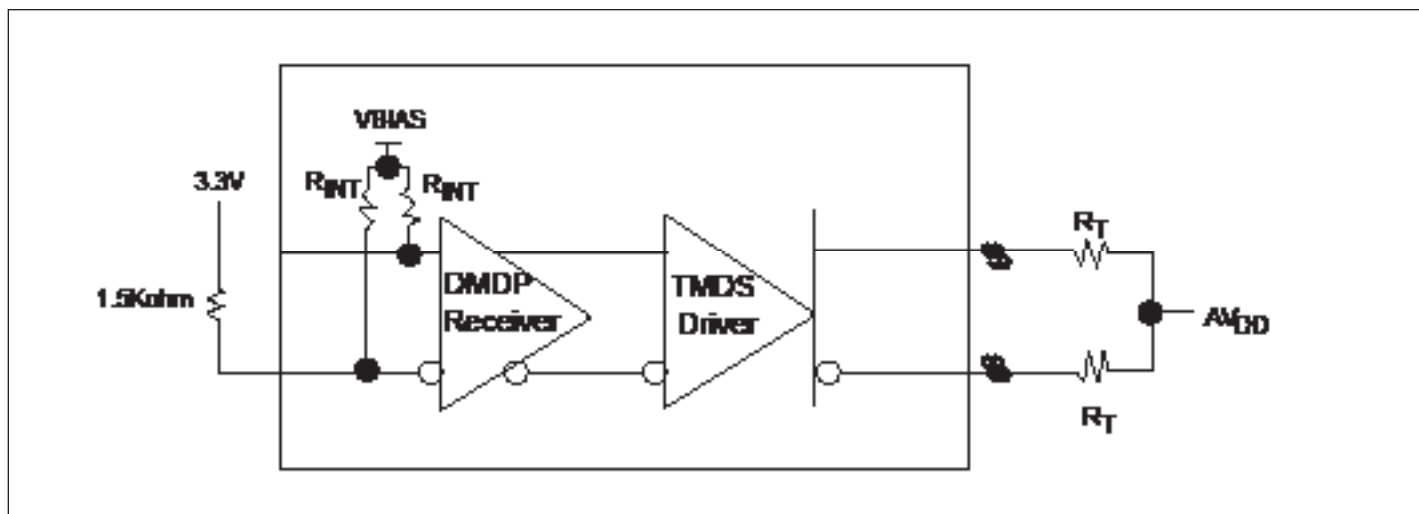 VBIAS
3.3V
RINT
RINT
RT
1.5Kohm
DMDP
Receiver
TMDS
Driver
AVDD
RT